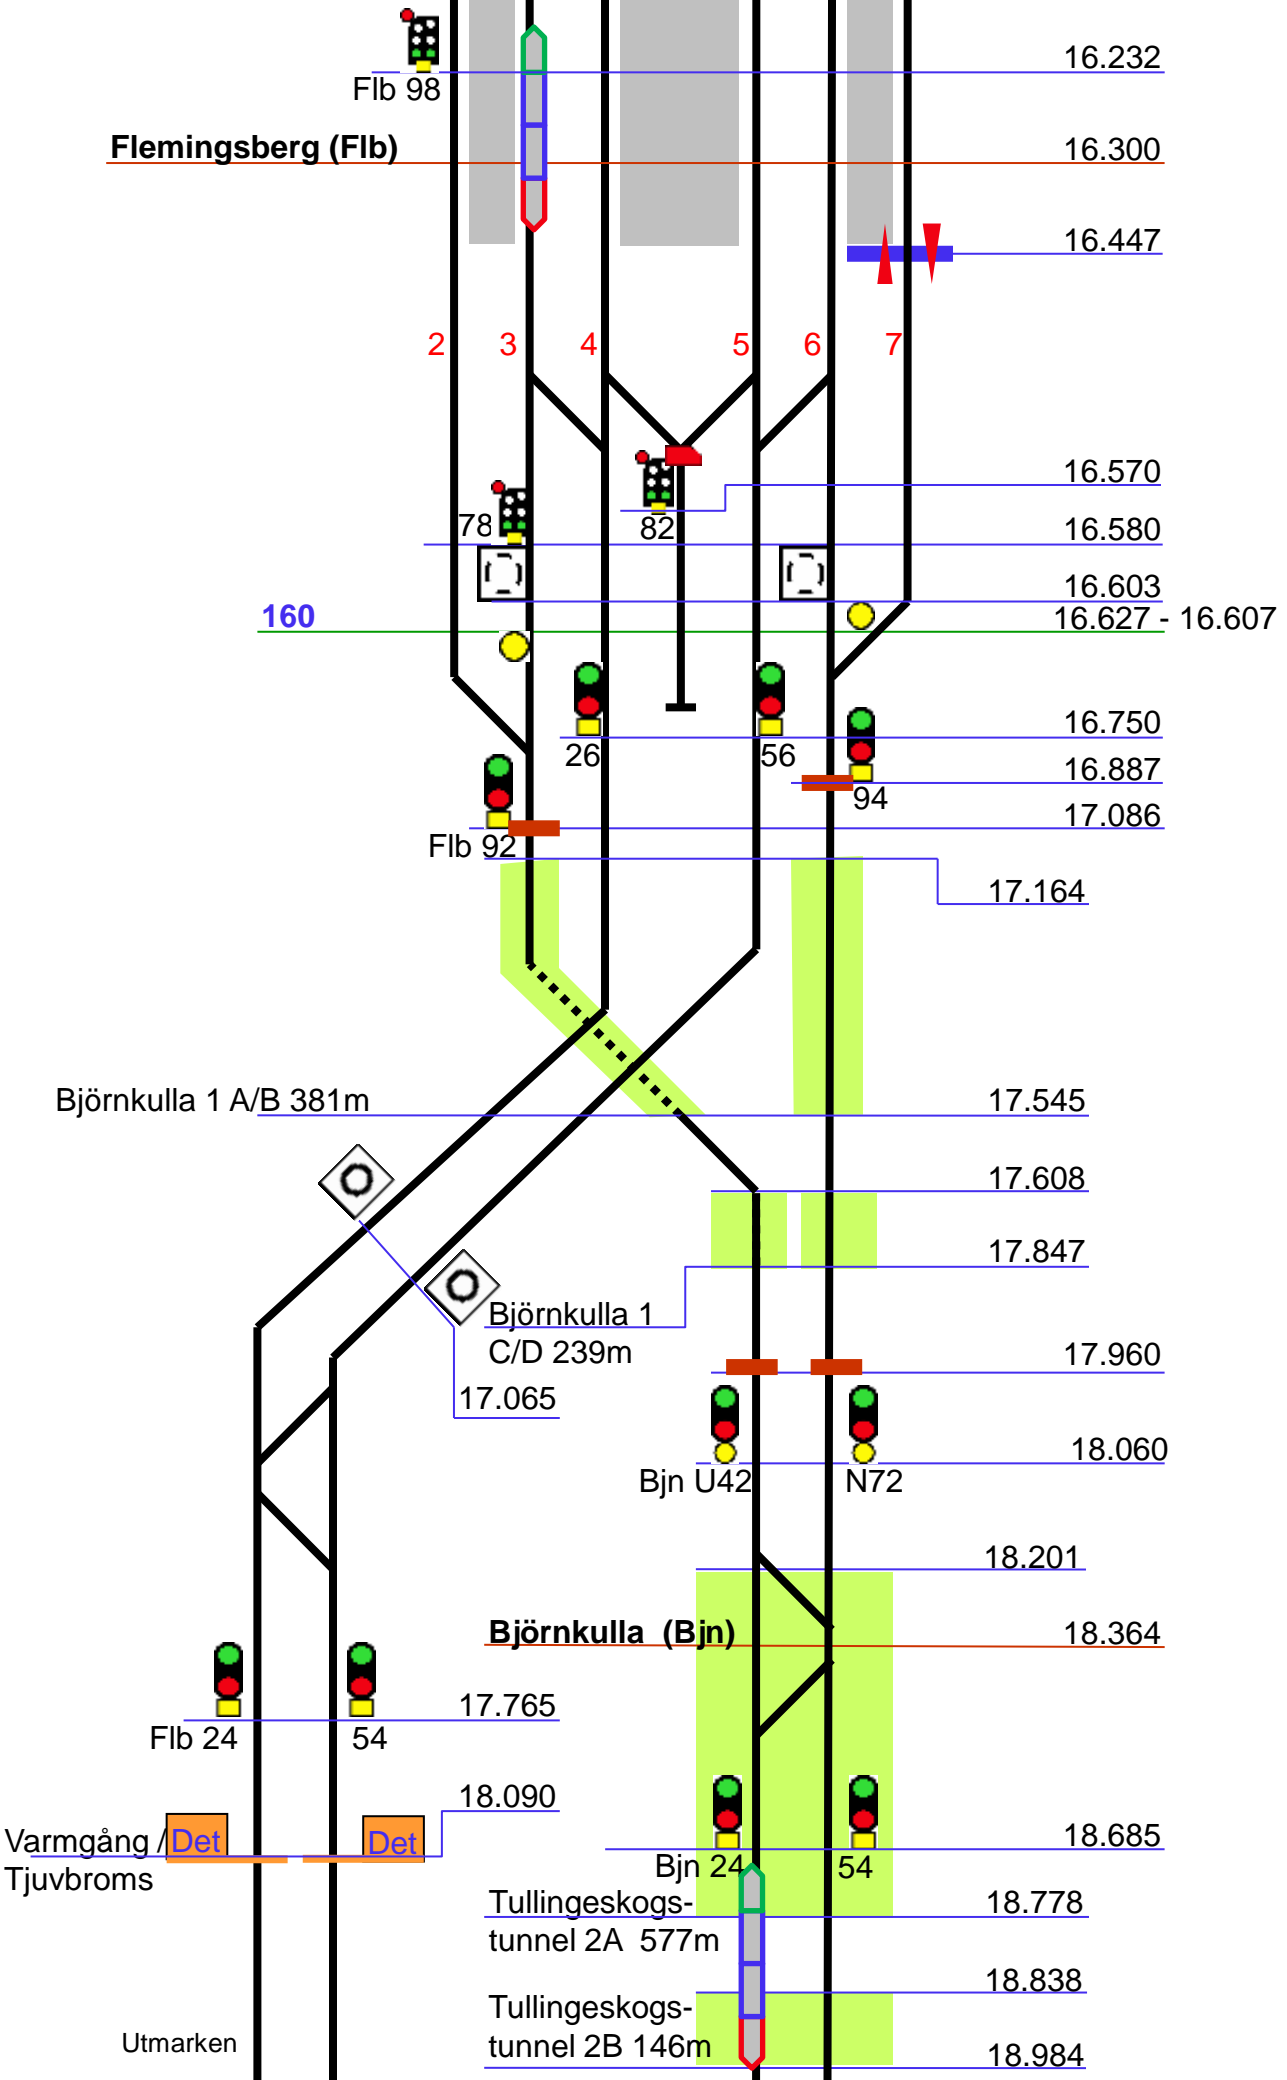 16.232
Flb 98
Flemingsberg (Flb)
16.300
16.447
2 3 4 5 6 7
16.570
78
82
16.580
16.603
160
16.627 - 16.607
16.750
26
56
16.887
94
17.086
Flb 92
17.164
Björnkulla 1 A/B 381m
17.545
17.608
17.847
Björnkulla 1
C/D 239m
17.960
17.065
18.060
Bjn U42
N72
18.201
Björnkulla (Bjn)
18.364
17.765
Flb 24
54
18.090
Varmgång /
Tjuvbroms
Det
Det
18.685
Bjn 24
54
Tullingeskogs-
tunnel 2A 577m
18.778
18.838
Tullingeskogs-
tunnel 2B 146m
Utmarken
18.984